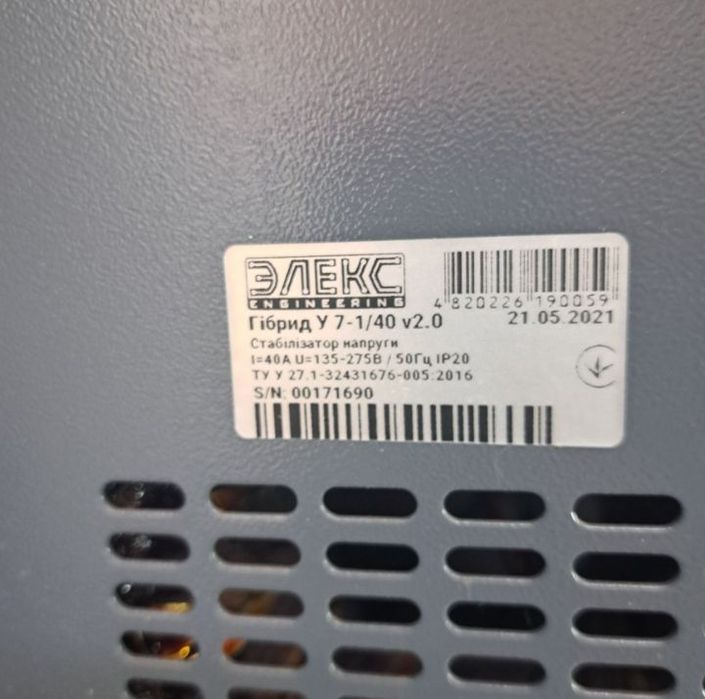 ЭЛЕКС
ENGINEERING
4 820226 190059
Гібрид У 7-1/40 v2.0
21.05.2021
Стабілізатор напруги
I=40А U=135-275В / 50Гц IP20
ТУ У 27.1-32431676-005:2016
S/N: 00171690